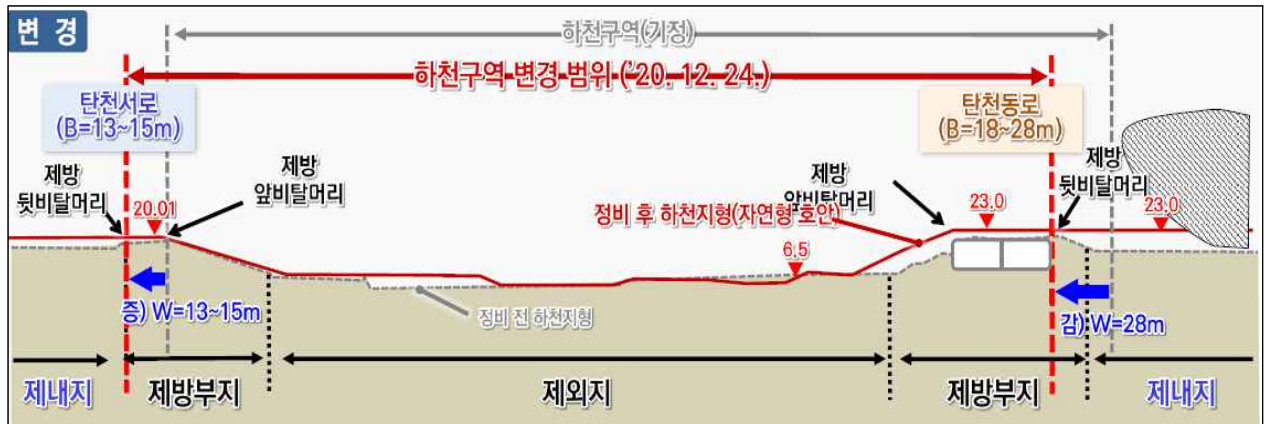 변 경
하천구역(기정)
하천구역 변경 범위 ('20. 12. 24.)
탄천서로
(B=13~15m)
탄천동로
(B=18~28m)
제방
뒷비탈머리
20.01
제방
앞비탈머리
제방
앞비탈머리
정비 후 하천지형(자연형 호안)
23.0
제방
뒷비탈머리
23.0
6.5
증) W=13~15m
정비 전 하천지형
감) W=28m
제내지
제방부지
제외지
제방부지
제내지